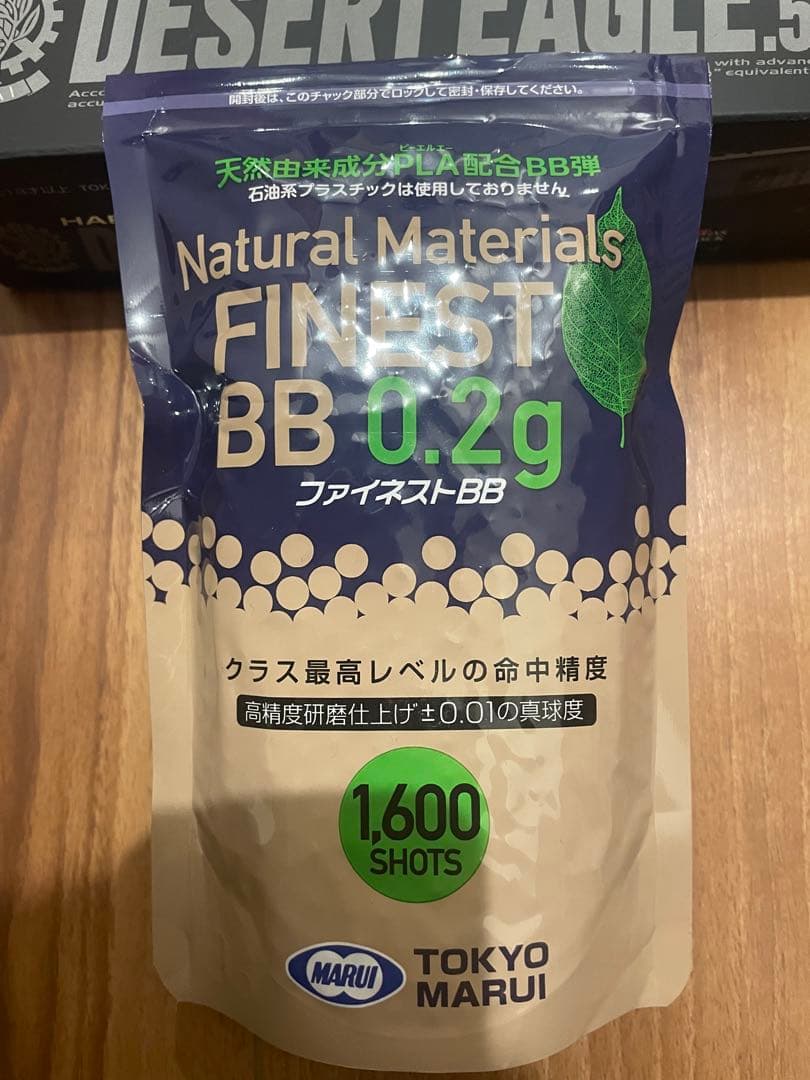 DESERT EAGLE.5
with advance
equivalent
開封後は、このチャック部分でロックして密封・保存してください。
ピーエルエー
天然由来成分PLA配合BB弾
石油系プラスチックは使用しておりません
Natural Materials
FINEST
BB 0.2g
ファイネストBB
クラス最高レベルの命中精度
高精度研磨仕上げ±0.01の真球度
1,600
SHOTS
MARUI
TOKYO
MARUI